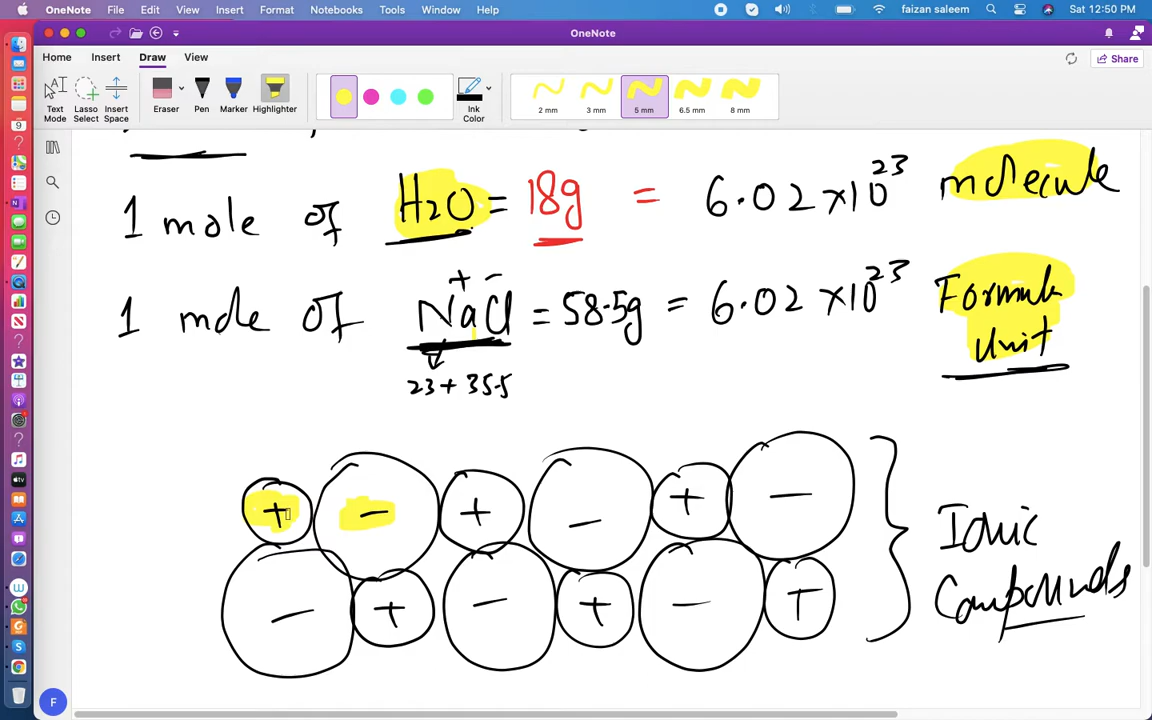 OneNote File Edit View Insert Format Notebooks Tools Window Help faizan saleem Sat 12:50 PM
OneNote
Home Insert Draw View Share
Text Mode Lasso Select Insert Space Eraser Pen Marker Highlighter Ink Color 2 mm 3 mm 5 mm 6.5 mm 8 mm
1 mole of H2O = 18g = 6.02 ×10^23 molecule
1 mole of Na+Cl- = 58.5g = 6.02 ×10^23 Formula
Unit
23 + 35.5
+ - + - + -
- + - + - +
Ionic
Compounds
F